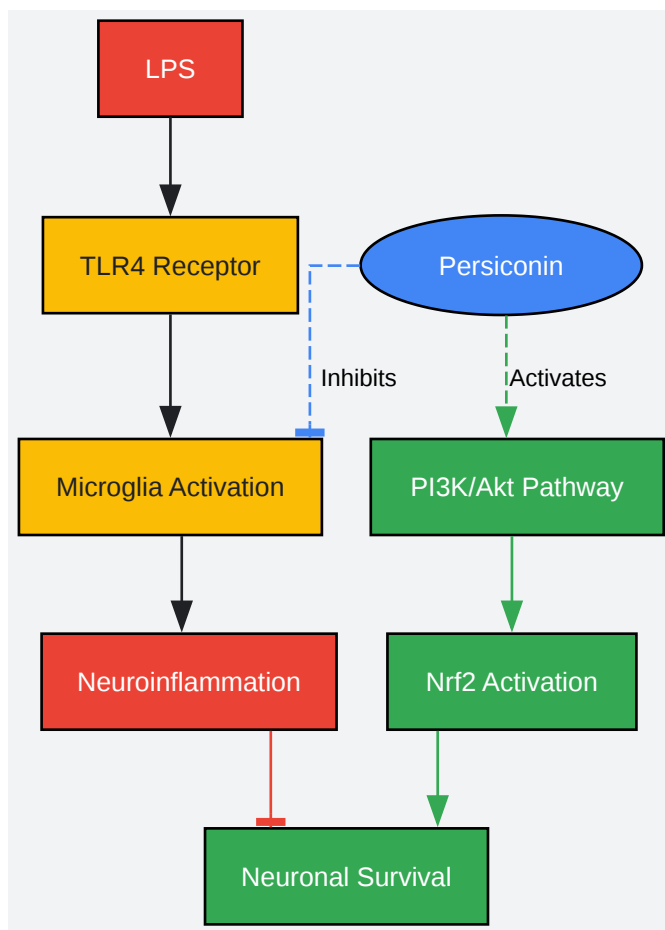 LPS
TLR4 Receptor
Persiconin
Inhibits
Activates
Microglia Activation
PI3K/Akt Pathway
Neuroinflammation
Nrf2 Activation
Neuronal Survival